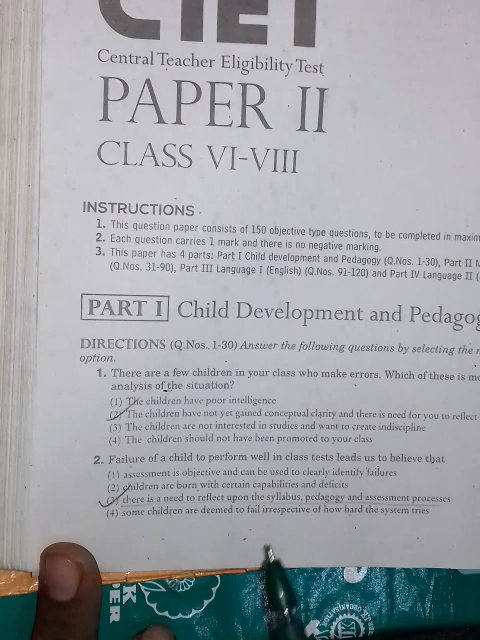 CTET
Central Teacher Eligibility Test
PAPER II
CLASS VI-VIII
INSTRUCTIONS
1. This question paper consists of 150 objective type questions, to be completed in
2. Each question carries 1 mark and there is no negative marking.
3. This paper has 4 parts: Part I Child development and Pedagogy (Q.Nos. 1-30), Part II
(Q.Nos. 31-90), Part III Language I (English) (Q.Nos. 91-120) and Part IV Language II (
PART I Child Development and
DIRECTIONS (Q.Nos. 1-30) Answer the following questions by selecting the
option.
1. There are a few children in your class who make errors. Which of these is
analysis of the situation?
(1) The children have poor intelligence
(2) The children have not yet gained conceptual clarity and there is need for you to reflect
(3) The children are not interested in studies and want to create indiscipline
(4) The children should not have been promoted to your class
2. Failure of a child to perform well in class tests leads us to believe that
(1) assessment is objective and can be used to clearly identify failures
(2) children are born with certain capabilities and deficits
(3) there is a need to reflect upon the syllabus, pedagogy and assessment processes
(4) some children are deemed to fail irrespective of how hard the system tries